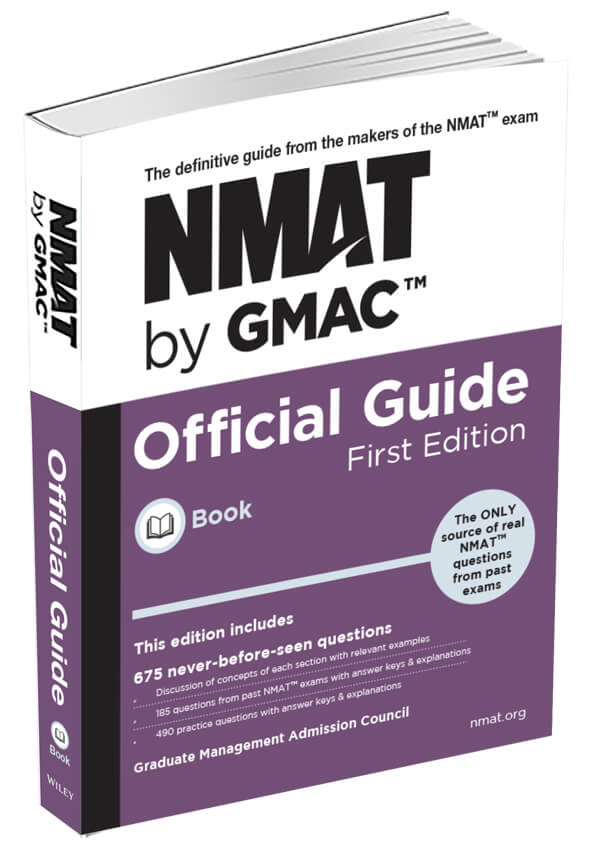 The definitive guide from the makers of the NMAT™ exam
NMAT
by GMAC™
Official Guide
First Edition
Book
The ONLY
source of real
NMAT™
questions
from past
exams
This edition includes
675 never-before-seen questions
• Discussion of concepts of each section with relevant examples
• 185 questions from past NMAT™ exams with answer keys & explanations
• 490 practice questions with answer keys & explanations
Graduate Management Admission Council
nmat.org
NMAT
by GMAC™
Official Guide
Book
WILEY